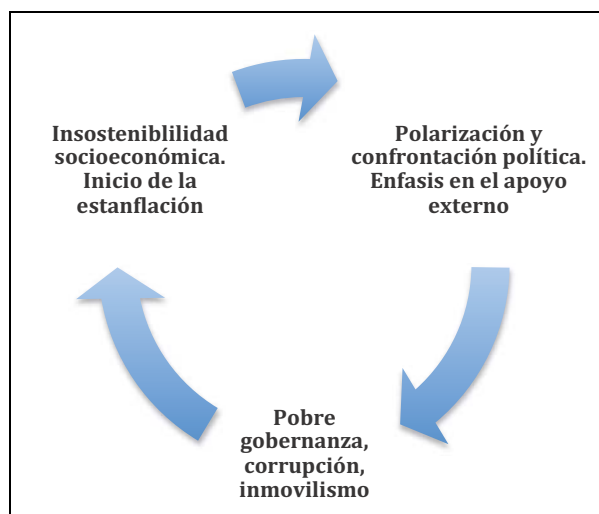 Insosteniblilidad
socioeconómica.
Inicio de la
estanflación
Polarización y
confrontación política.
Enfasis en el apoyo
externo
Pobre
gobernanza,
corrupción,
inmovilismo